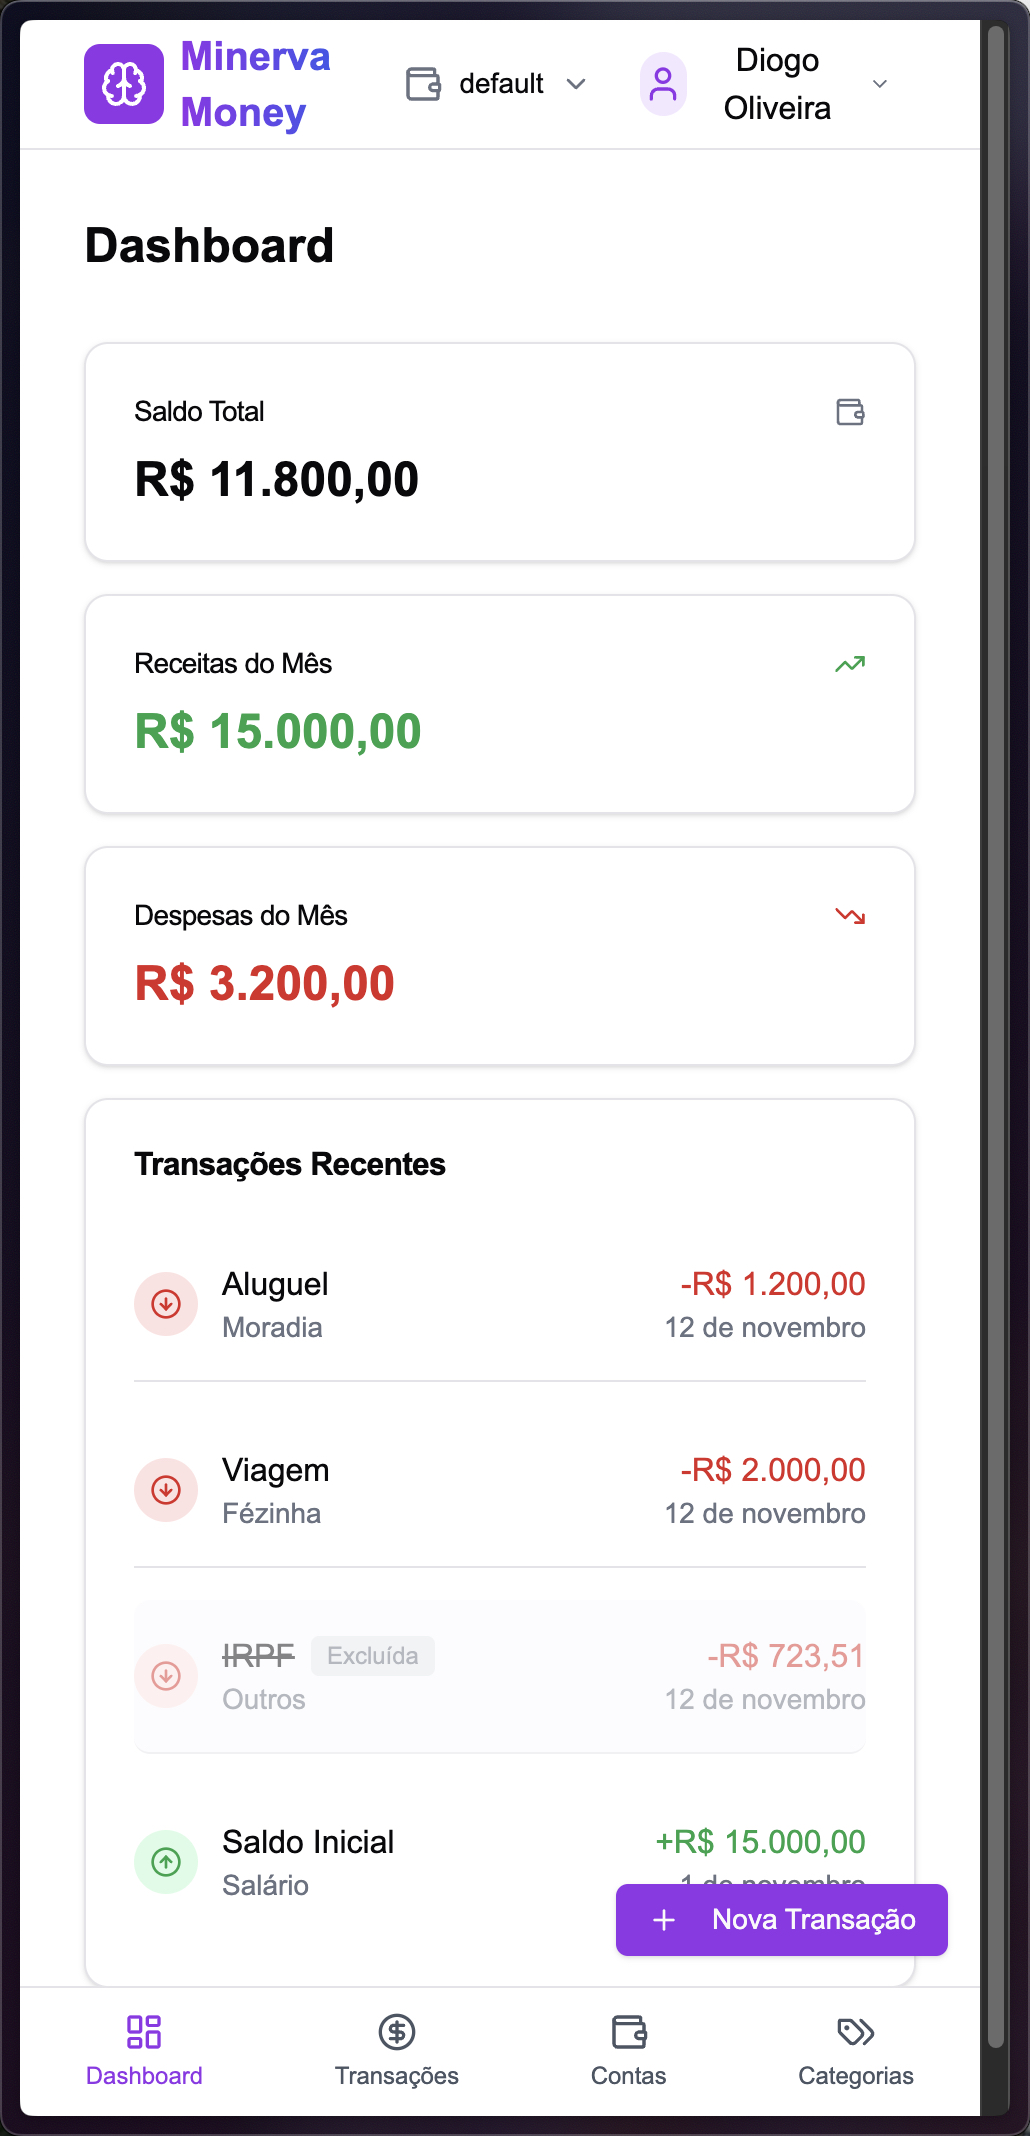 Minerva
Money
default
Diogo
Oliveira
Dashboard
Saldo Total
R$ 11.800,00
Receitas do Mês
R$ 15.000,00
Despesas do Mês
R$ 3.200,00
Transações Recentes
Aluguel
-R$ 1.200,00
Moradia
12 de novembro
Viagem
-R$ 2.000,00
Fézinha
12 de novembro
IRPF Excluída
-R$ 723,51
Outros
12 de novembro
Saldo Inicial
+R$ 15.000,00
Salário
1 de novembro
Nova Transação
Dashboard
Transações
Contas
Categorias